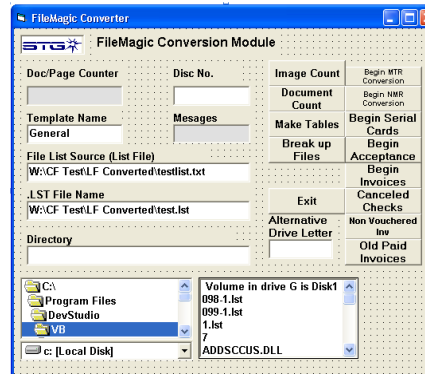 FileMagic Converter
STG
FileMagic Conversion Module
Doc/Page Counter
Disc No.
Template Name
Mesages
General
File List Source (List File)
W:\CF Test\LF Converted\testlist.txt
.LST File Name
W:\CF Test\LF Converted\test.lst
Directory
Image Count
Begin MTR
Conversion
Document
Count
Begin NMR
Conversion
Make Tables
Begin Serial
Cards
Break up
Files
Begin
Acceptance
Begin
Invoices
Exit
Canceled
Checks
Alternative
Drive Letter
Non Vouchered
Inv
Old Paid
Invoices
C:\
Program Files
DevStudio
VB
c: [Local Disk]
Volume in drive G is Disk1
098-1.lst
099-1.lst
1.lst
7
ADDSCCUS.DLL